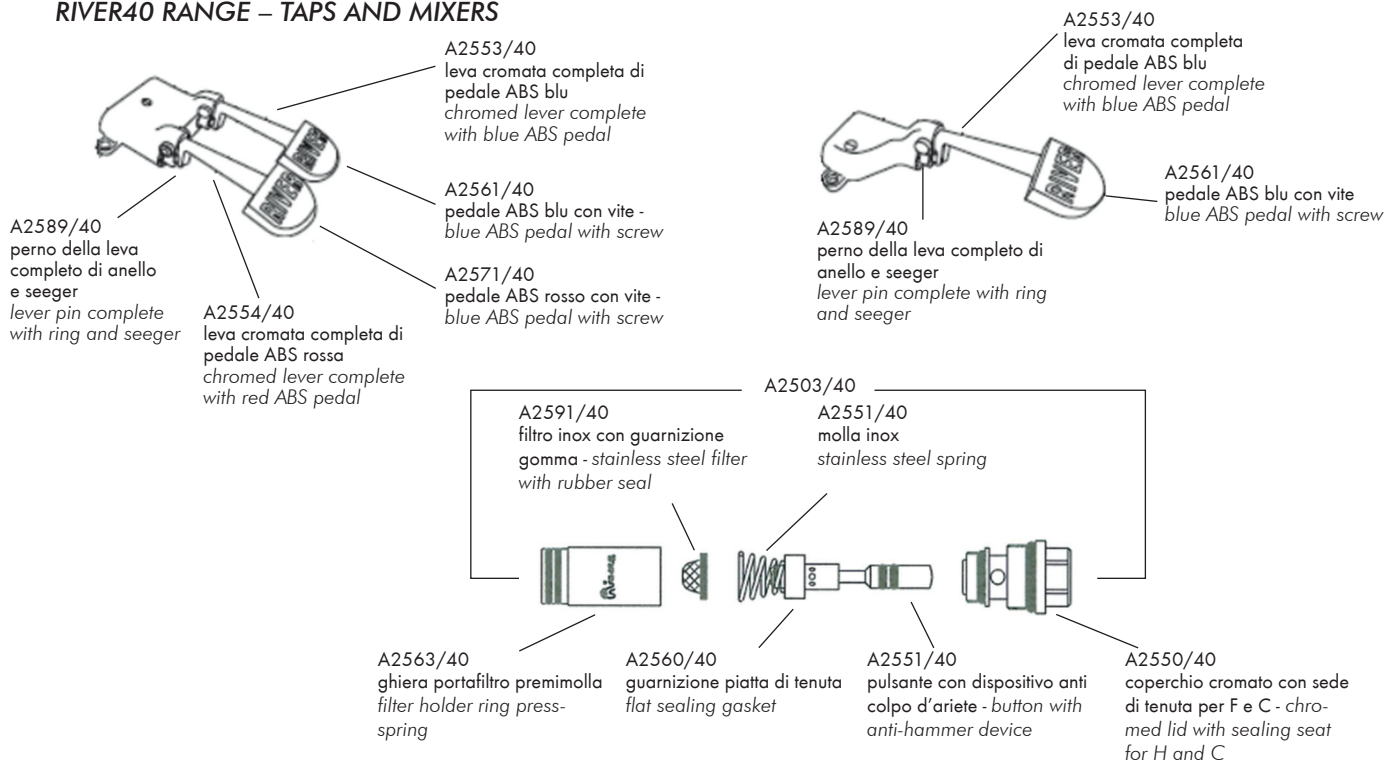 RIVER40 RANGE – TAPS AND MIXERS
A2553/40
leva cromata completa di
pedale ABS blu
chromed lever complete
with blue ABS pedal
A2561/40
pedale ABS blu con vite -
blue ABS pedal with screw
A2571/40
pedale ABS rosso con vite -
blue ABS pedal with screw
A2589/40
perno della leva
completo di anello
e seeger
lever pin complete
with ring and seeger
A2554/40
leva cromata completa di
pedale ABS rossa
chromed lever complete
with red ABS pedal
RIVER
RIVER
A2553/40
leva cromata completa
di pedale ABS blu
chromed lever complete
with blue ABS pedal
A2561/40
pedale ABS blu con vite
blue ABS pedal with screw
A2589/40
perno della leva completo di
anello e seeger
lever pin complete with ring
and seeger
RIVER
A2503/40
A2591/40
filtro inox con guarnizione
gomma - stainless steel filter
with rubber seal
A2551/40
molla inox
stainless steel spring
A2563/40
ghiera portafiltro premimolla
filter holder ring press-
spring
A2560/40
guarnizione piatta di tenuta
flat sealing gasket
A2551/40
pulsante con dispositivo anti
colpo d'ariete - button with
anti-hammer device
A2550/40
coperchio cromato con sede
di tenuta per F e C - chro-
med lid with sealing seat
for H and C